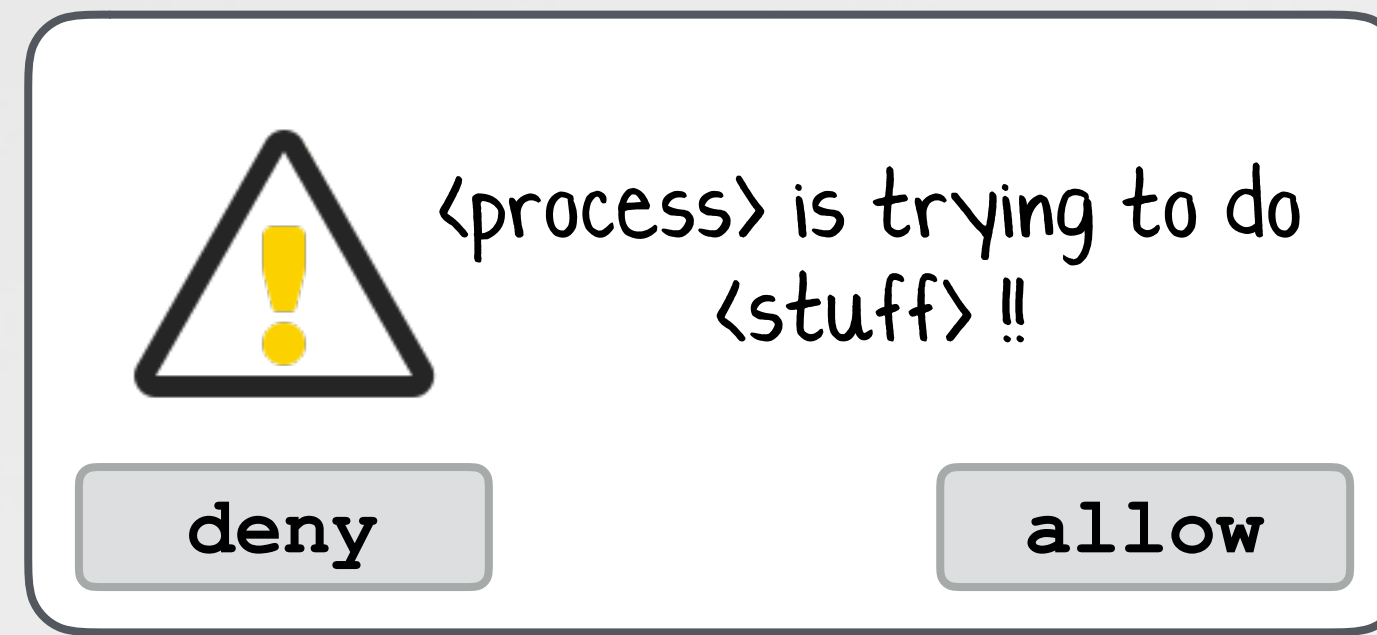 <process> is trying to do
<stuff> !!
deny
allow